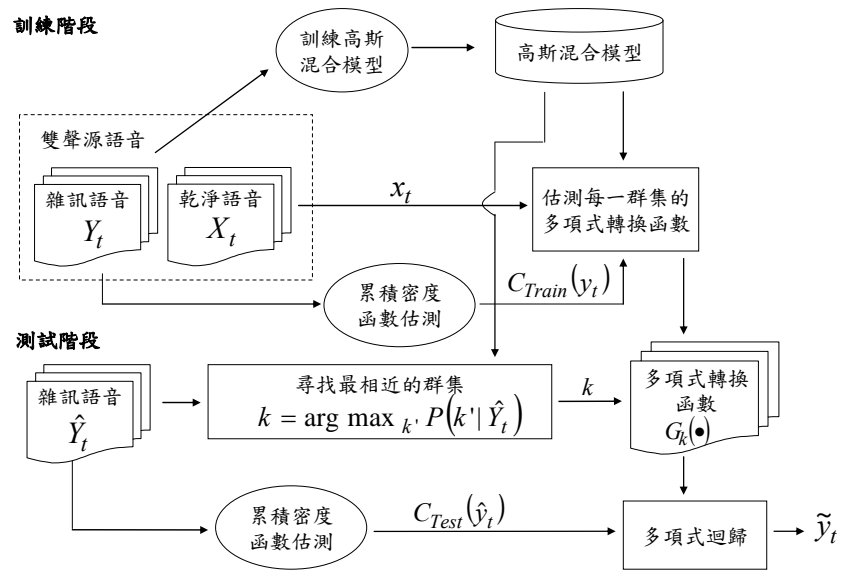 訓練階段
訓練高斯
混合模型
高斯混合模型
雙聲源語音
雜訊語音
Y_t
乾淨語音
X_t
x_t
估測每一群集的
多項式轉換函數
累積密度
函數估測
C_{Train}(y_t)
測試階段
雜訊語音
Ŷ_t
尋找最相近的群集
k = arg max _{k'} P(k'| Ŷ_t)
k
多項式轉換
函數
G_k(•)
累積密度
函數估測
C_{Test}(ŷ_t)
多項式迴歸
ỹ_t